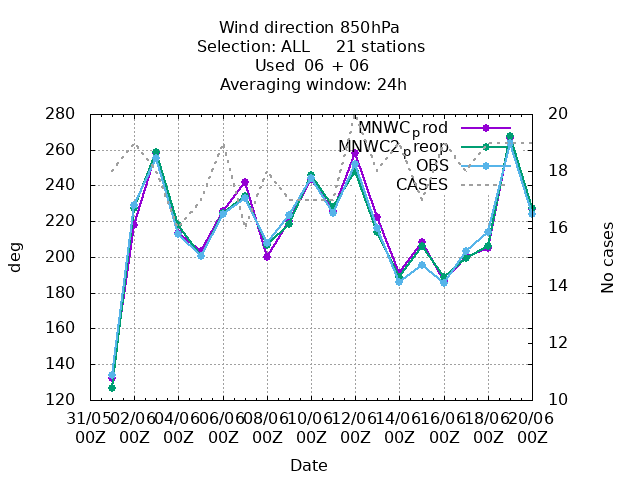 Wind direction 850hPa
Selection: ALL     21 stations
Used  06 + 06
Averaging window: 24h
280 20
260
MNWCprod
MNWC2preop
OBS
CASES
240 18
220 16
200
180 14
160
140 12
120 10
deg
No cases
31/05 02/06 04/06 06/06 08/06 10/06 12/06 14/06 16/06 18/06 20/06
00Z 00Z 00Z 00Z 00Z 00Z 00Z 00Z 00Z 00Z 00Z
Date